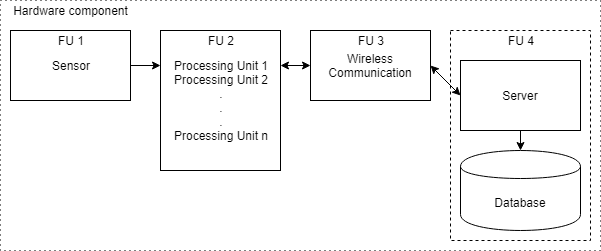 Hardware component
FU 1
Sensor
FU 2
Processing Unit 1
Processing Unit 2
.
.
.
Processing Unit n
FU 3
Wireless
Communication
FU 4
Server
Database